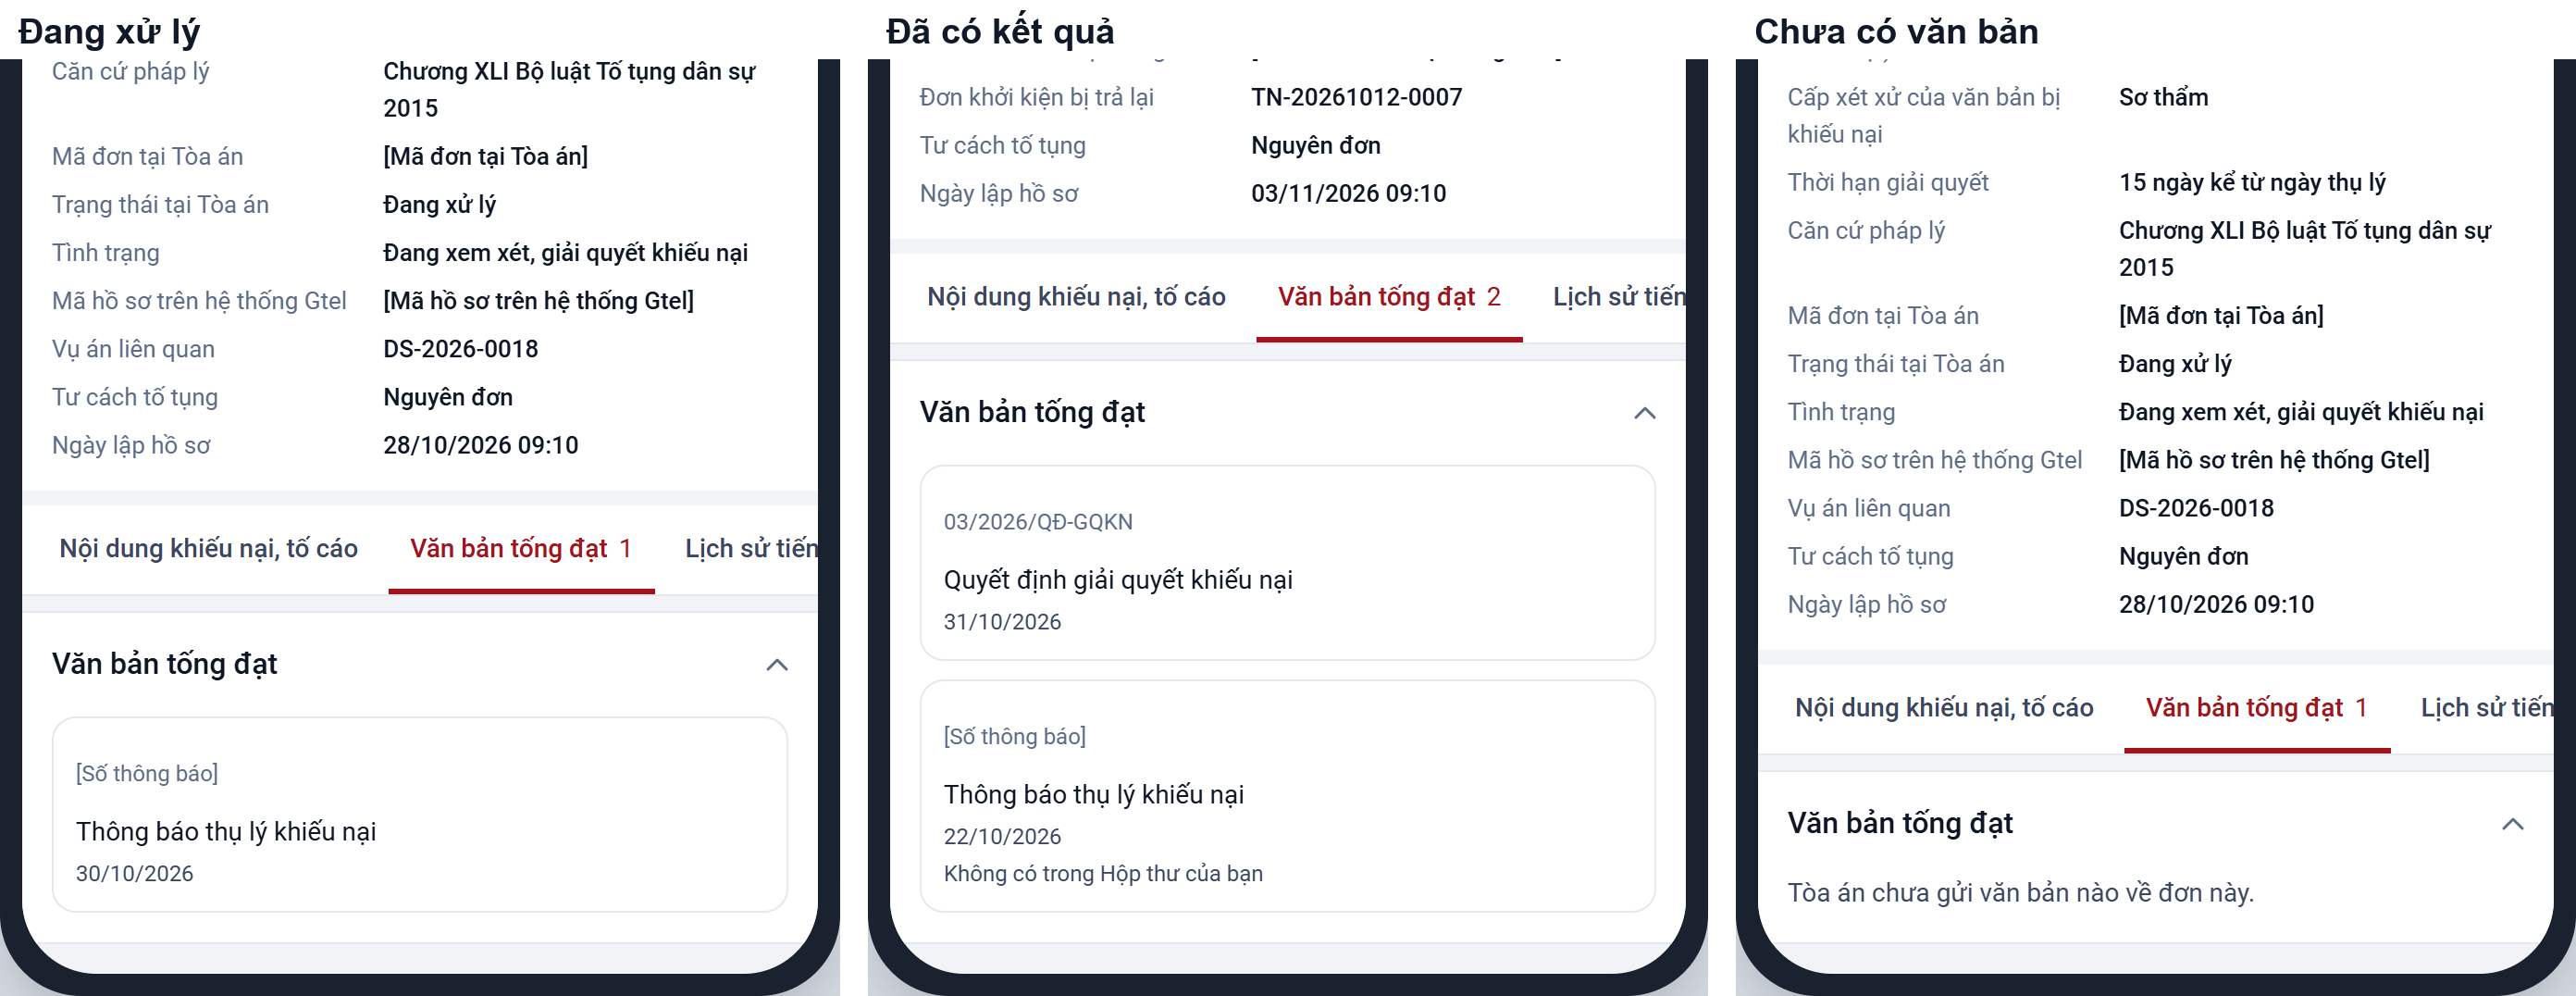 Đang xử lý
Căn cứ pháp lý
Chương XLI Bộ luật Tố tụng dân sự
2015
Mã đơn tại Tòa án
[Mã đơn tại Tòa án]
Trạng thái tại Tòa án
Đang xử lý
Tình trạng
Đang xem xét, giải quyết khiếu nại
Mã hồ sơ trên hệ thống Gtel
[Mã hồ sơ trên hệ thống Gtel]
Vụ án liên quan
DS-2026-0018
Tư cách tố tụng
Nguyên đơn
Ngày lập hồ sơ
28/10/2026 09:10
Nội dung khiếu nại, tố cáo
Văn bản tống đạt 1
Lịch sử tiến
Văn bản tống đạt
[Số thông báo]
Thông báo thụ lý khiếu nại
30/10/2026
Đã có kết quả
Đơn khởi kiện bị trả lại
TN-20261012-0007
Tư cách tố tụng
Nguyên đơn
Ngày lập hồ sơ
03/11/2026 09:10
Nội dung khiếu nại, tố cáo
Văn bản tống đạt 2
Lịch sử tiến
Văn bản tống đạt
03/2026/QĐ-GQKN
Quyết định giải quyết khiếu nại
31/10/2026
[Số thông báo]
Thông báo thụ lý khiếu nại
22/10/2026
Không có trong Hộp thư của bạn
Chưa có văn bản
Cấp xét xử của văn bản bị
khiếu nại
Sơ thẩm
Thời hạn giải quyết
15 ngày kể từ ngày thụ lý
Căn cứ pháp lý
Chương XLI Bộ luật Tố tụng dân sự
2015
Mã đơn tại Tòa án
[Mã đơn tại Tòa án]
Trạng thái tại Tòa án
Đang xử lý
Tình trạng
Đang xem xét, giải quyết khiếu nại
Mã hồ sơ trên hệ thống Gtel
[Mã hồ sơ trên hệ thống Gtel]
Vụ án liên quan
DS-2026-0018
Tư cách tố tụng
Nguyên đơn
Ngày lập hồ sơ
28/10/2026 09:10
Nội dung khiếu nại, tố cáo
Văn bản tống đạt 1
Lịch sử tiến
Văn bản tống đạt
Tòa án chưa gửi văn bản nào về đơn này.